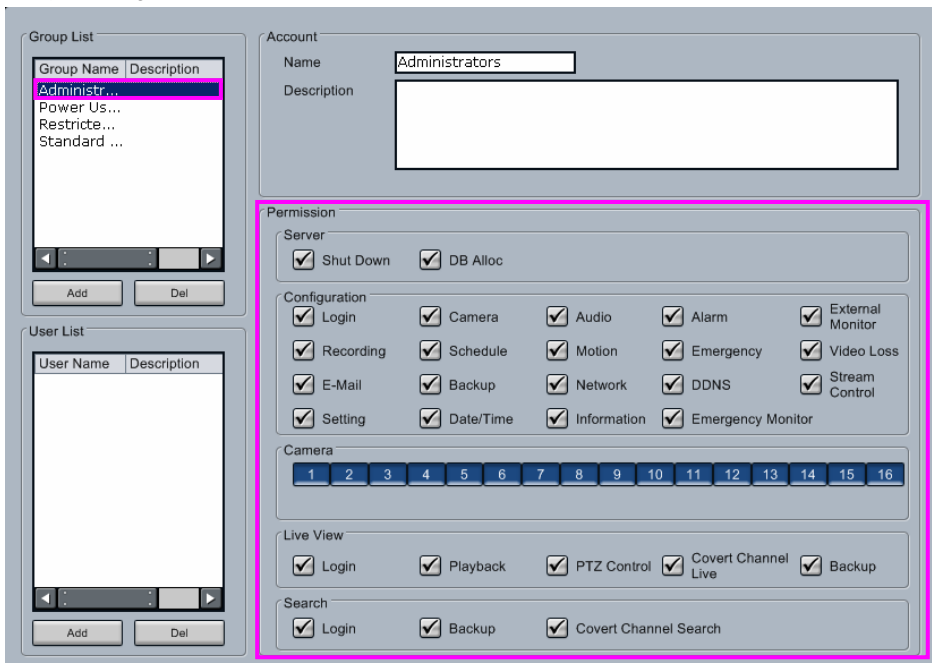 Group List
Group Name Description
Administr...
Power Us...
Restricte...
Standard ...
Add Del
User List
User Name Description
Add Del
Account
Name Administrators
Description
Permission
Server
Shut Down DB Alloc
Configuration
Login Camera Audio Alarm External Monitor
Recording Schedule Motion Emergency Video Loss
E-Mail Backup Network DDNS Stream Control
Setting Date/Time Information Emergency Monitor
Camera
1 2 3 4 5 6 7 8 9 10 11 12 13 14 15 16
Live View
Login Playback PTZ Control Covert Channel Live Backup
Search
Login Backup Covert Channel Search